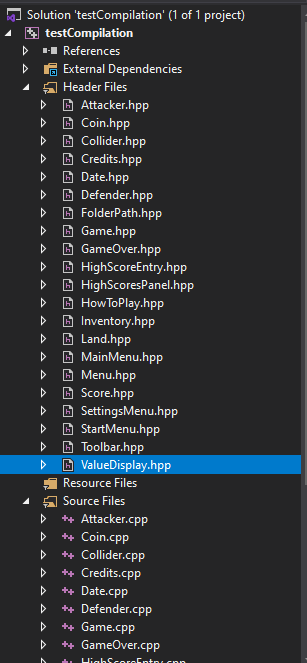 Solution 'testCompilation' (1 of 1 project)
testCompilation
References
External Dependencies
Header Files
Attacker.hpp
Coin.hpp
Collider.hpp
Credits.hpp
Date.hpp
Defender.hpp
FolderPath.hpp
Game.hpp
GameOver.hpp
HighScoreEntry.hpp
HighScoresPanel.hpp
HowToPlay.hpp
Inventory.hpp
Land.hpp
MainMenu.hpp
Menu.hpp
Score.hpp
SettingsMenu.hpp
StartMenu.hpp
Toolbar.hpp
ValueDisplay.hpp
Resource Files
Source Files
Attacker.cpp
Coin.cpp
Collider.cpp
Credits.cpp
Date.cpp
Defender.cpp
Game.cpp
GameOver.cpp
HighScoreEntry.cpp